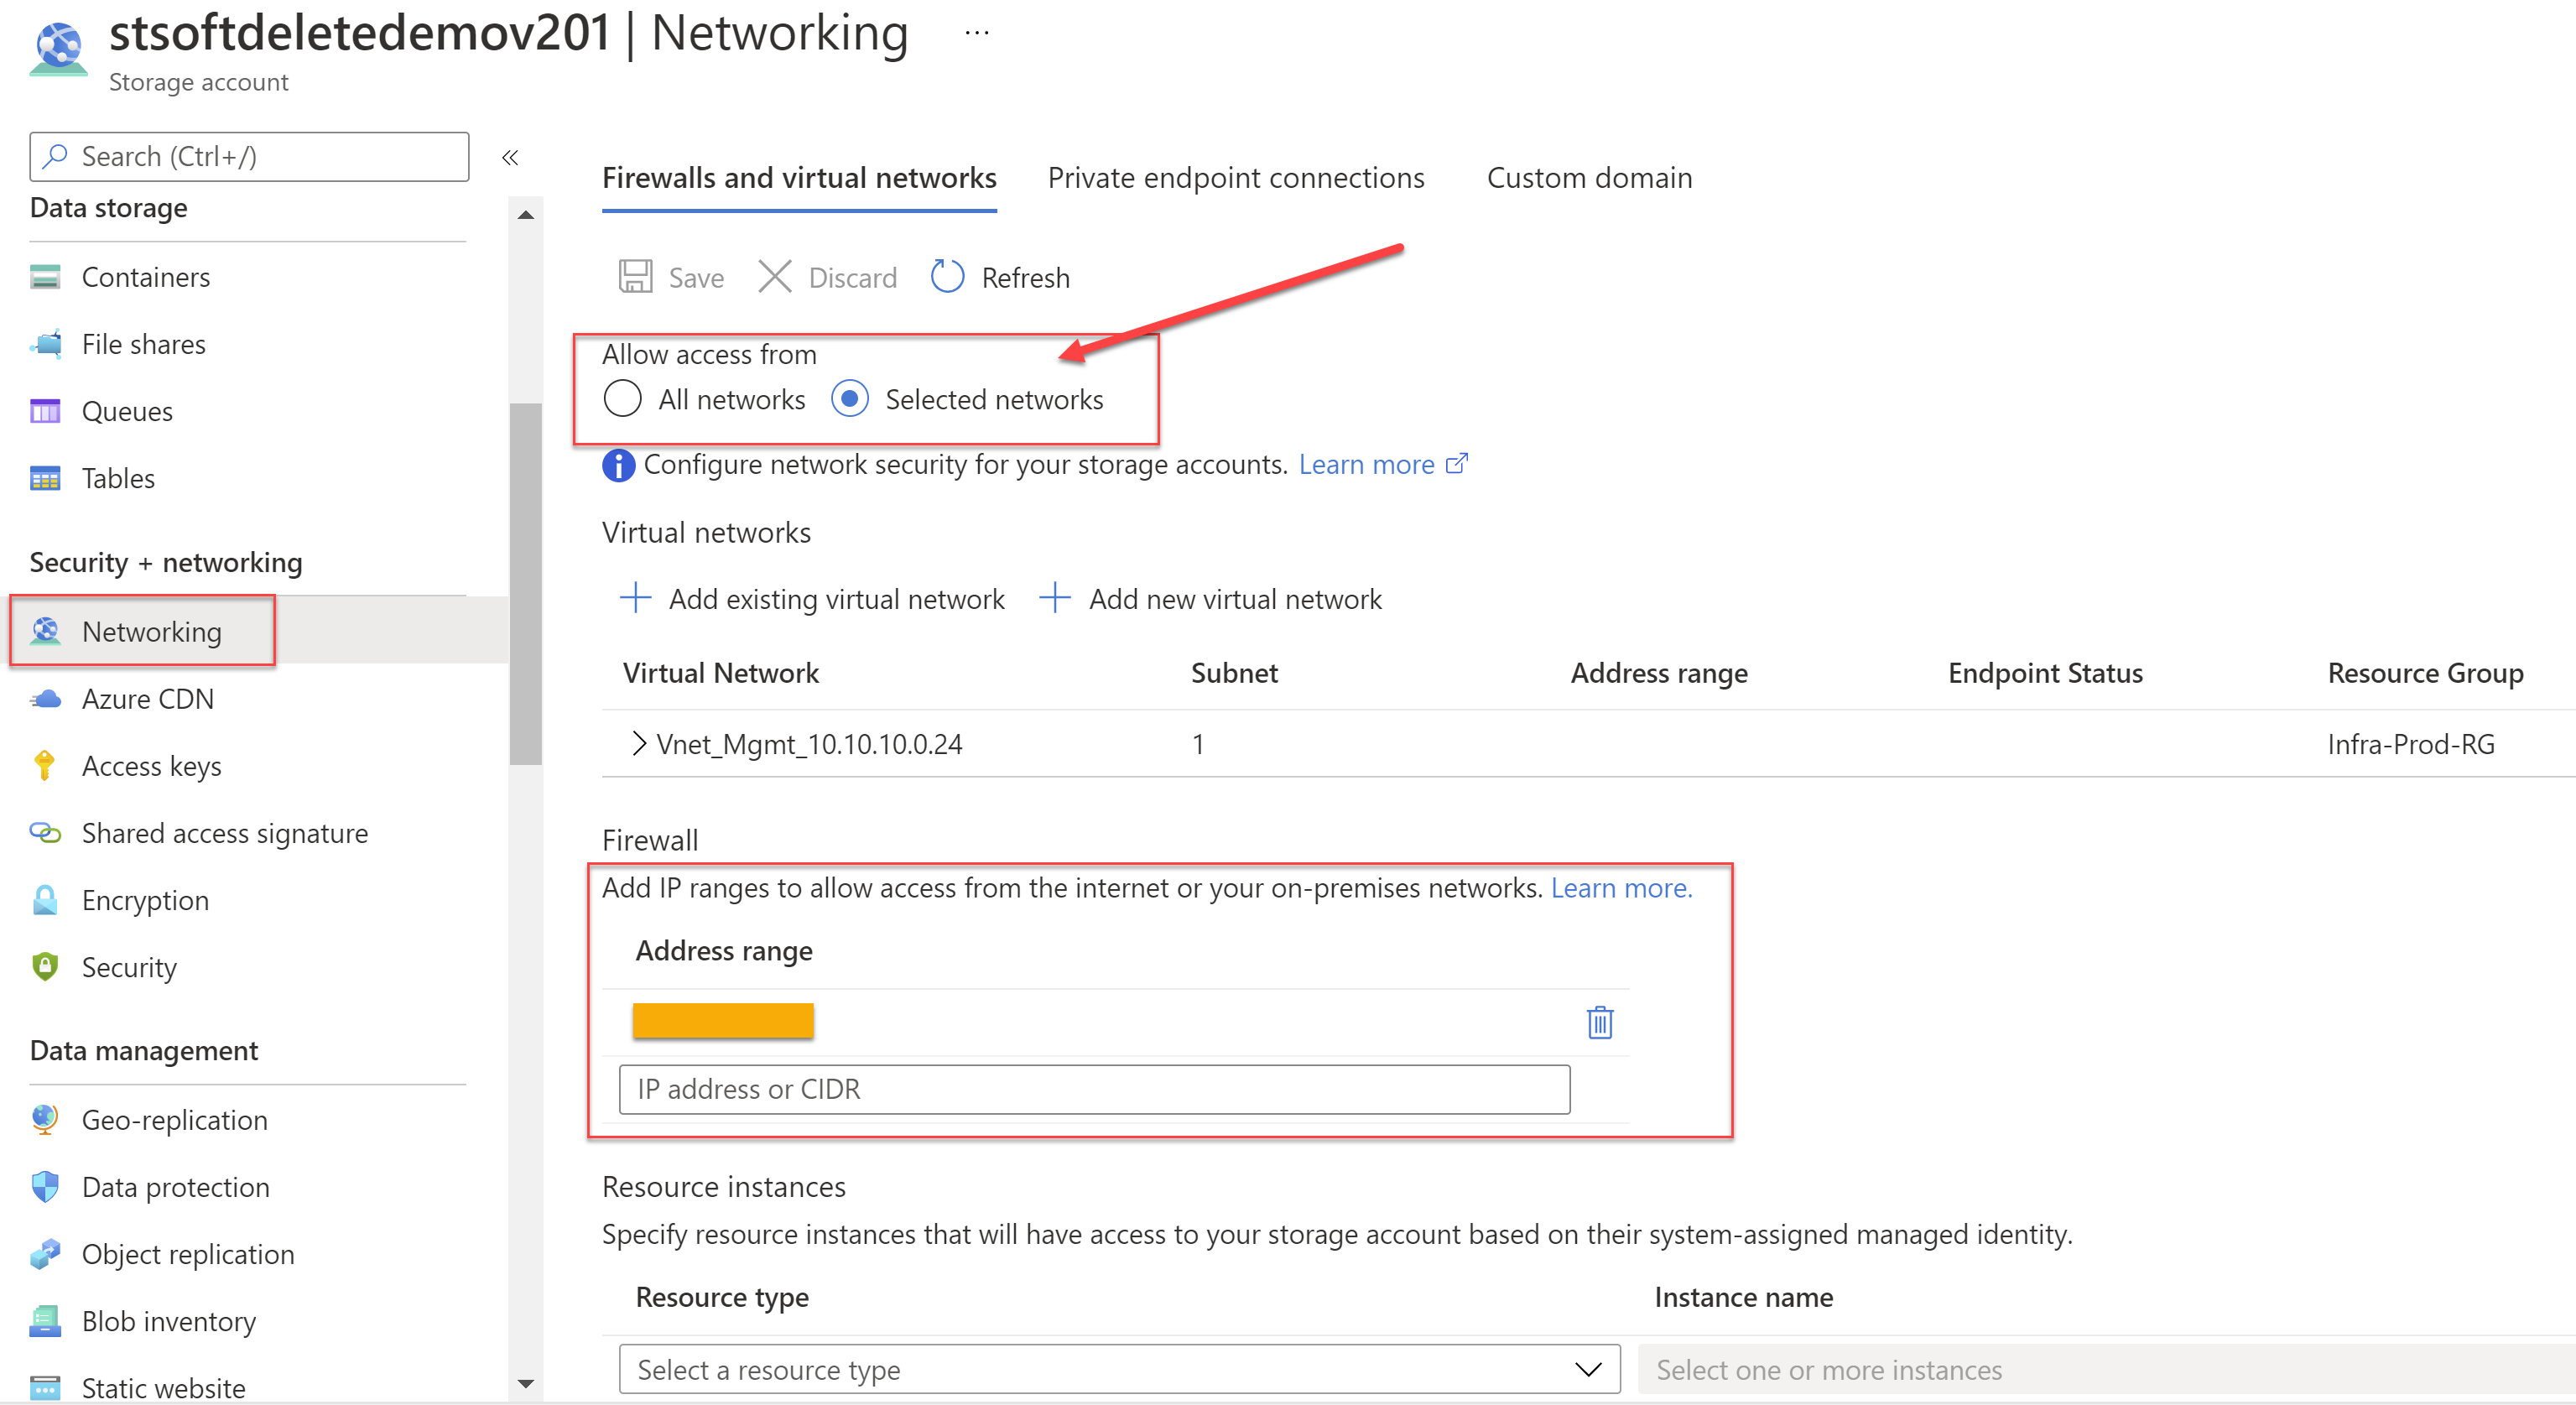 stsoftdeletedemov201 | Networking ...
Storage account
Search (Ctrl+/)
«
Data storage
Containers
File shares
Queues
Tables
Security + networking
Networking
Azure CDN
Access keys
Shared access signature
Encryption
Security
Data management
Geo-replication
Data protection
Object replication
Blob inventory
Static website
Firewalls and virtual networks Private endpoint connections Custom domain
Save Discard Refresh
Allow access from
All networks Selected networks
Configure network security for your storage accounts. Learn more
Virtual networks
Add existing virtual network Add new virtual network
Virtual Network Subnet Address range Endpoint Status Resource Group
Vnet_Mgmt_10.10.10.0.24 1 Infra-Prod-RG
Firewall
Add IP ranges to allow access from the internet or your on-premises networks. Learn more.
Address range
IP address or CIDR
Resource instances
Specify resource instances that will have access to your storage account based on their system-assigned managed identity.
Resource type Instance name
Select a resource type Select one or more instances